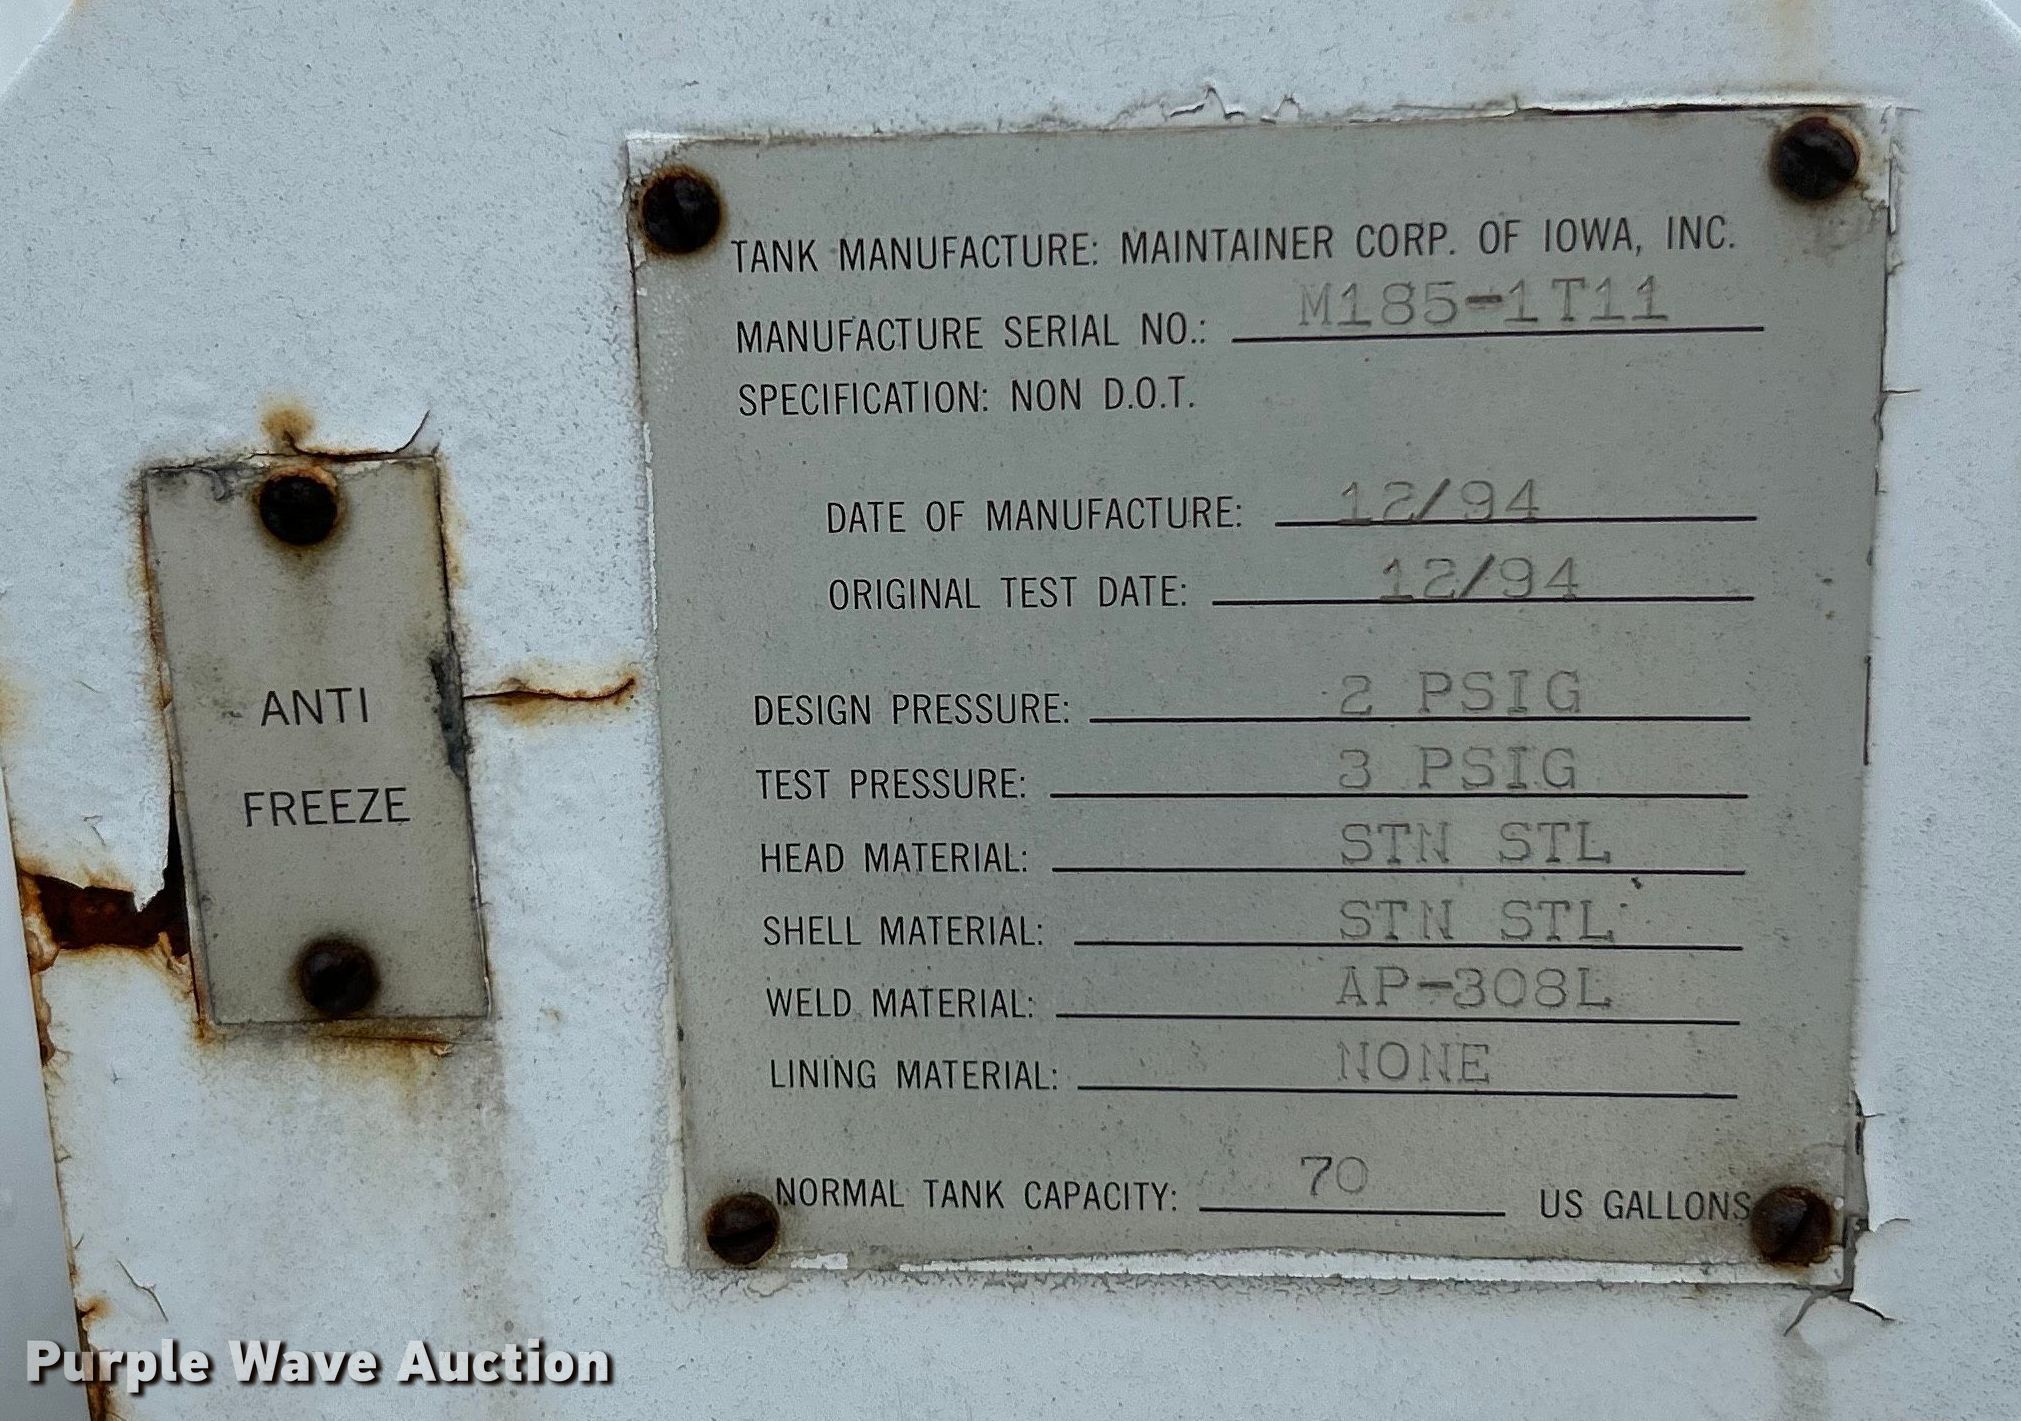 TANK MANUFACTURE: MAINTAINER CORP. OF IOWA, INC.
MANUFACTURE SERIAL NO.: M185-1T11
SPECIFICATION: NON D.O.T.
DATE OF MANUFACTURE: 12/94
ORIGINAL TEST DATE: 12/94
DESIGN PRESSURE: 2 PSIG
TEST PRESSURE: 3 PSIG
HEAD MATERIAL: STN STL
SHELL MATERIAL: STN STL
WELD MATERIAL: AP-308L
LINING MATERIAL: NONE
NORMAL TANK CAPACITY: 70 US GALLONS
ANTI
FREEZE
Purple Wave Auction